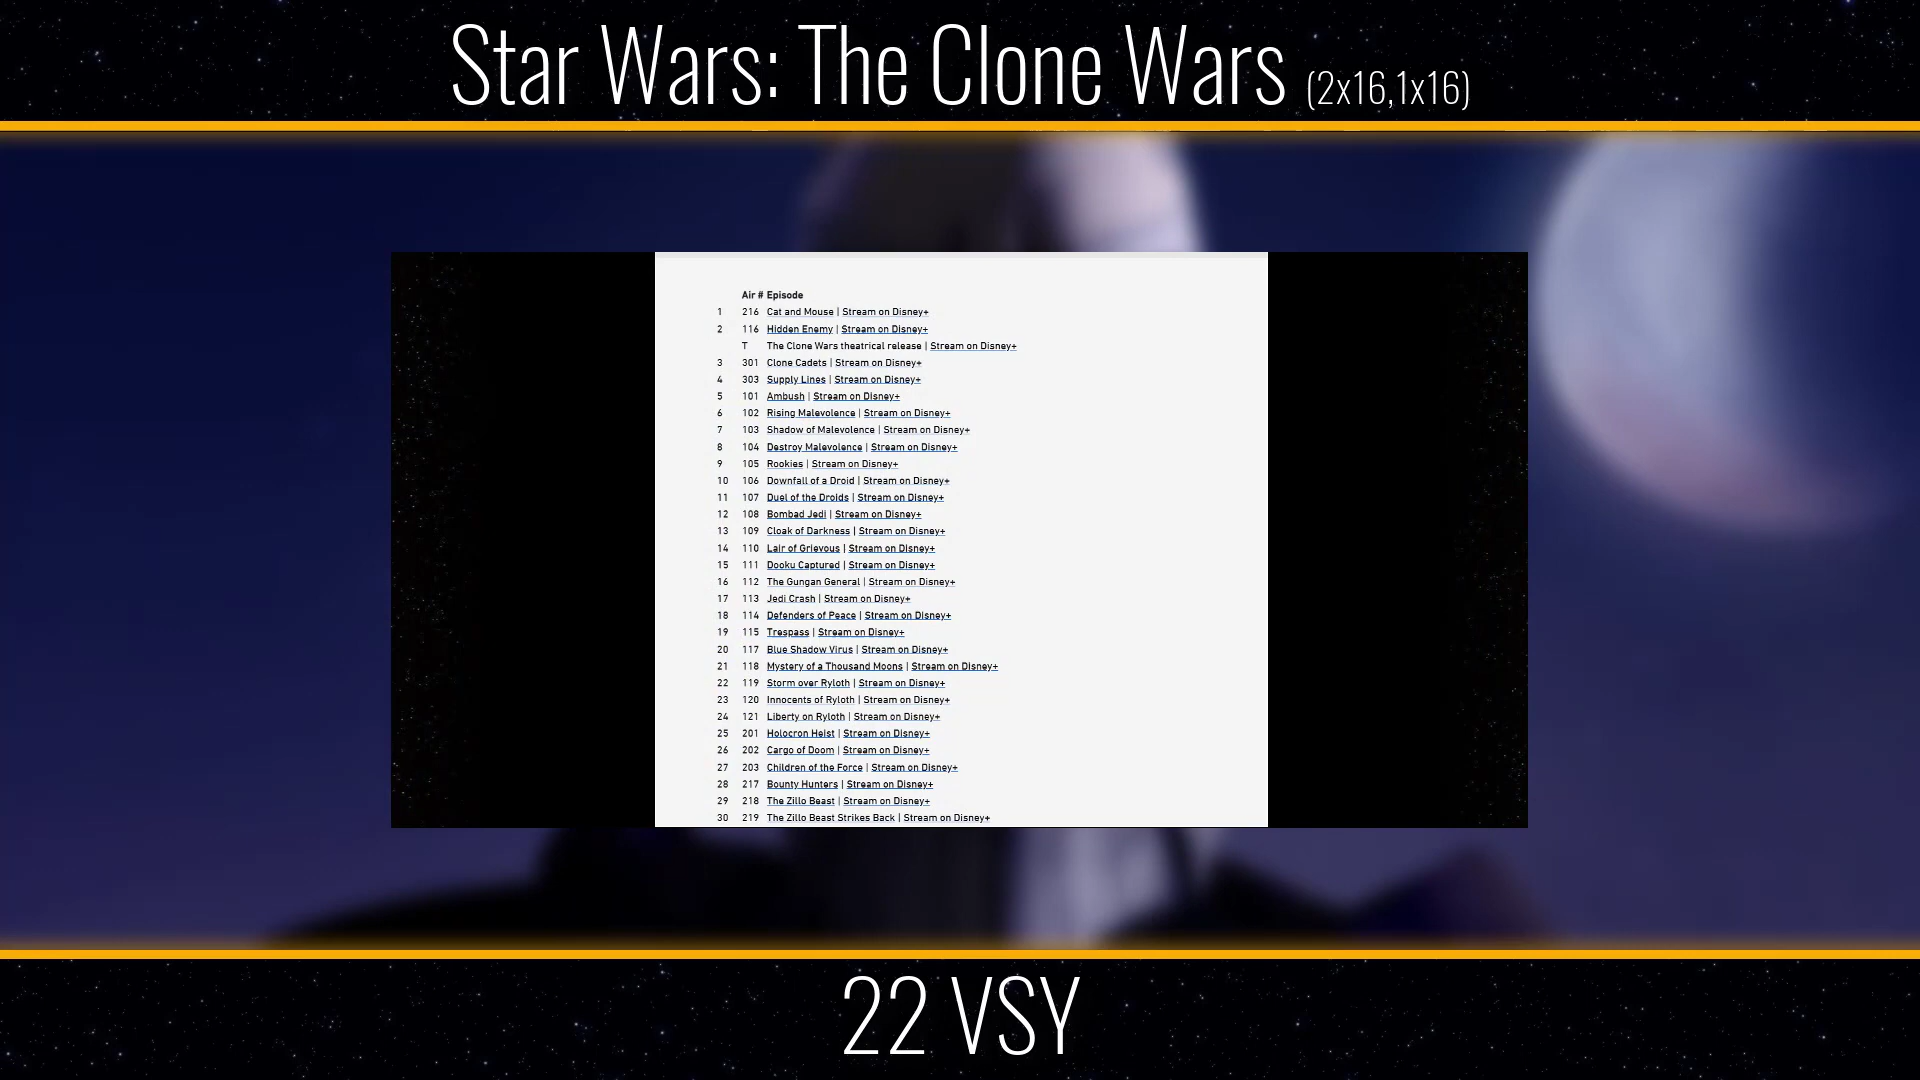 Star Wars: The Clone Wars (2x16,1x16)
Air # Episode
1 216 Cat and Mouse | Stream on Disney+
2 116 Hidden Enemy | Stream on Disney+
T The Clone Wars theatrical release | Stream on Disney+
3 301 Clone Cadets | Stream on Disney+
4 303 Supply Lines | Stream on Disney+
5 101 Ambush | Stream on Disney+
6 102 Rising Malevolence | Stream on Disney+
7 103 Shadow of Malevolence | Stream on Disney+
8 104 Destroy Malevolence | Stream on Disney+
9 105 Rookies | Stream on Disney+
10 106 Downfall of a Droid | Stream on Disney+
11 107 Duel of the Droids | Stream on Disney+
12 108 Bombad Jedi | Stream on Disney+
13 109 Cloak of Darkness | Stream on Disney+
14 110 Lair of Grievous | Stream on Disney+
15 111 Dooku Captured | Stream on Disney+
16 112 The Gungan General | Stream on Disney+
17 113 Jedi Crash | Stream on Disney+
18 114 Defenders of Peace | Stream on Disney+
19 115 Trespass | Stream on Disney+
20 117 Blue Shadow Virus | Stream on Disney+
21 118 Mystery of a Thousand Moons | Stream on Disney+
22 119 Storm over Ryloth | Stream on Disney+
23 120 Innocents of Ryloth | Stream on Disney+
24 121 Liberty on Ryloth | Stream on Disney+
25 201 Holocron Heist | Stream on Disney+
26 202 Cargo of Doom | Stream on Disney+
27 203 Children of the Force | Stream on Disney+
28 217 Bounty Hunters | Stream on Disney+
29 218 The Zillo Beast | Stream on Disney+
30 219 The Zillo Beast Strikes Back | Stream on Disney+
22 VSY